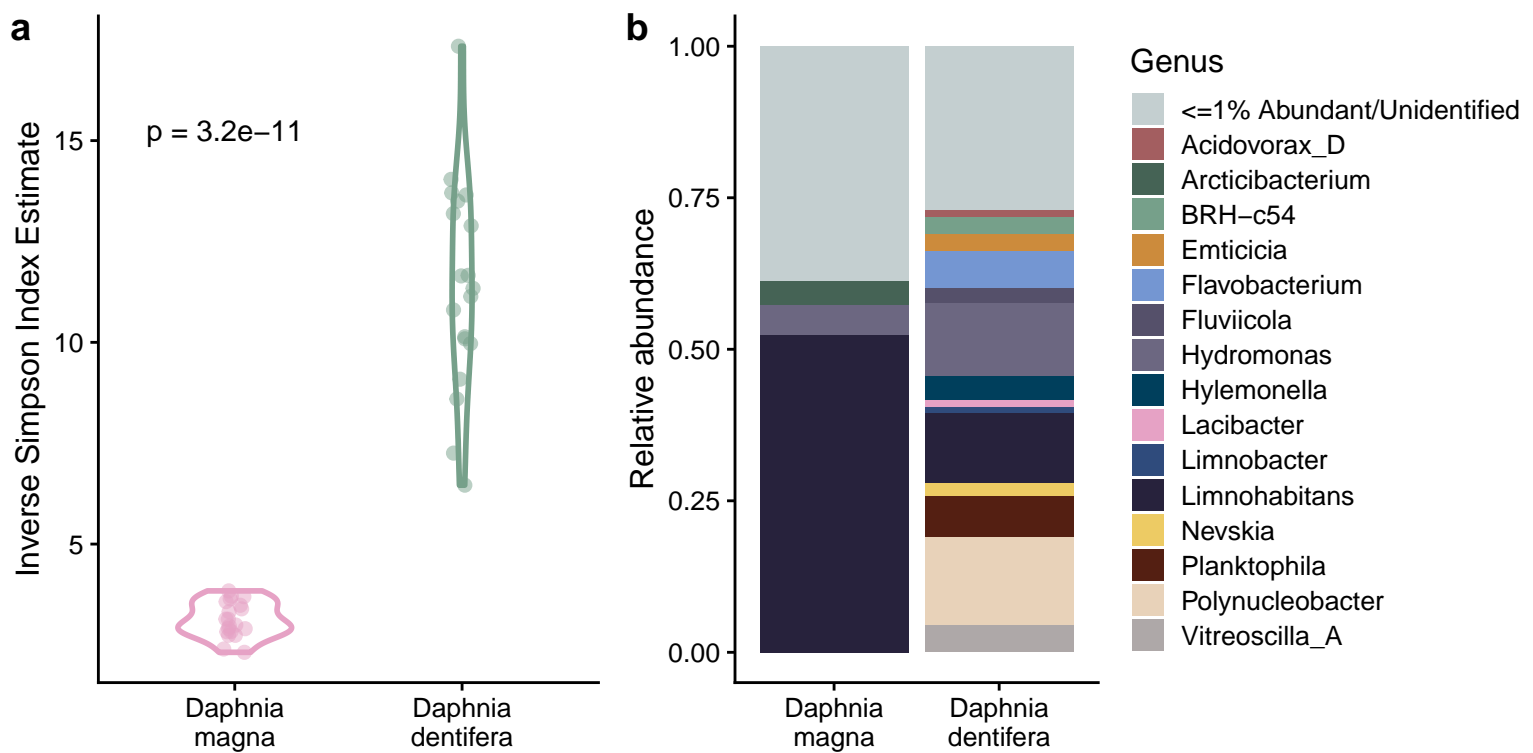 a
Inverse Simpson Index Estimate
15
10
5
p = 3.2e−11
Daphnia
magna
Daphnia
dentifera
b
Relative abundance
1.00
0.75
0.50
0.25
0.00
Daphnia
magna
Daphnia
dentifera
Genus
<=1% Abundant/Unidentified
Acidovorax_D
Arcticibacterium
BRH−c54
Emticicia
Flavobacterium
Fluviicola
Hydromonas
Hylemonella
Lacibacter
Limnobacter
Limnohabitans
Nevskia
Planktophila
Polynucleobacter
Vitreoscilla_A